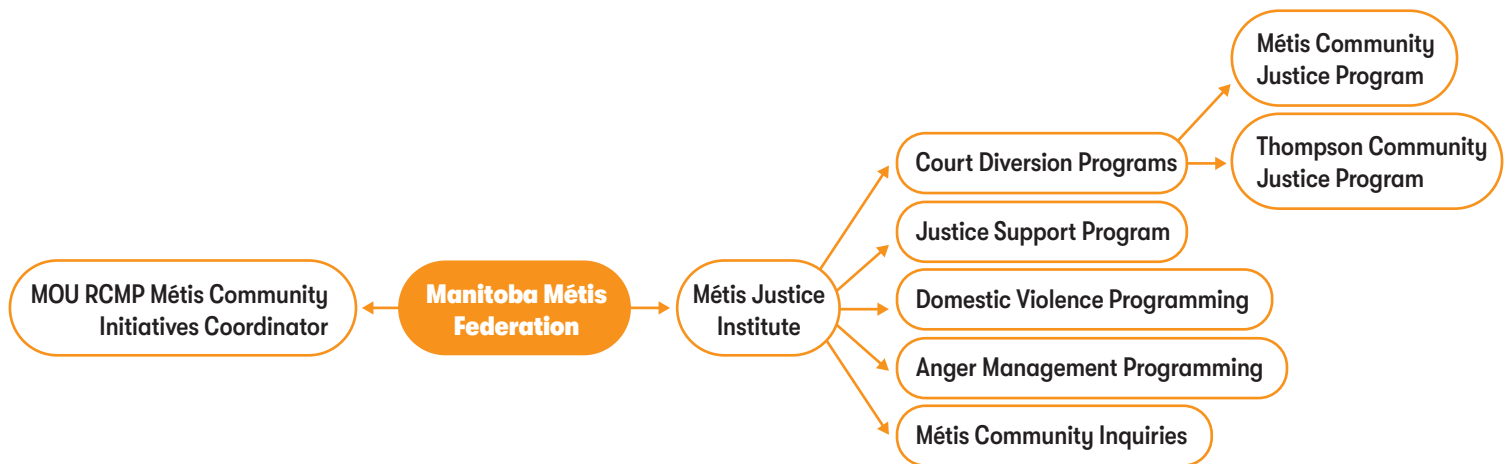 MOU RCMP Métis Community
Initiatives Coordinator
Manitoba Métis
Federation
Métis Justice
Institute
Court Diversion Programs
Métis Community
Justice Program
Thompson Community
Justice Program
Justice Support Program
Domestic Violence Programming
Anger Management Programming
Métis Community Inquiries